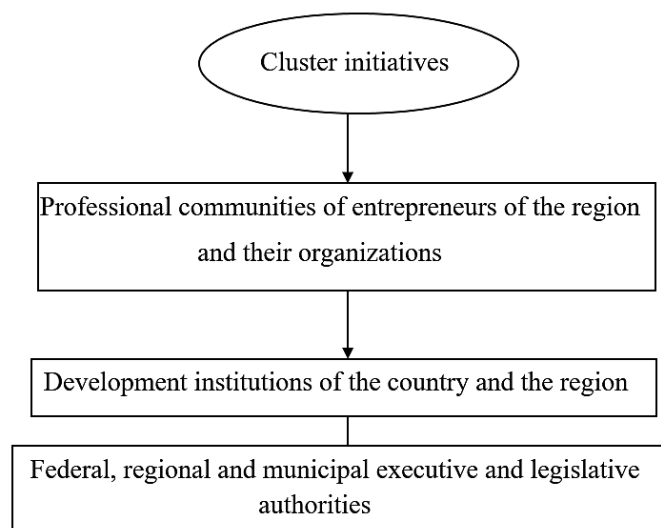 Cluster initiatives
Professional communities of entrepreneurs of the region
and their organizations
Development institutions of the country and the region
Federal, regional and municipal executive and legislative
authorities